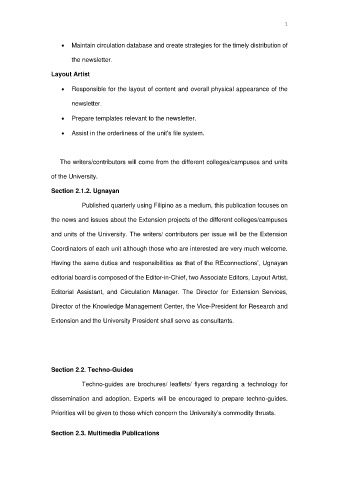 1
• Maintain circulation database and create strategies for the timely distribution of
the newsletter.
Layout Artist
• Responsible for the layout of content and overall physical appearance of the
newsletter.
• Prepare templates relevant to the newsletter.
• Assist in the orderliness of the unit's file system.
The writers/contributors will come from the different colleges/campuses and units
of the University.
Section 2.1.2. Ugnayan
Published quarterly using Filipino as a medium, this publication focuses on
the news and issues about the Extension projects of the different colleges/campuses
and units of the University. The writers/ contributors per issue will be the Extension
Coordinators of each unit although those who are interested are very much welcome.
Having the same duties and responsibilities as that of the REconnections', Ugnayan
editorial board is composed of the Editor-in-Chief, two Associate Editors, Layout Artist,
Editorial Assistant, and Circulation Manager. The Director for Extension Services,
Director of the Knowledge Management Center, the Vice-President for Research and
Extension and the University President shall serve as consultants.
Section 2.2. Techno-Guides
Techno-guides are brochures/ leaflets/ flyers regarding a technology for
dissemination and adoption. Experts will be encouraged to prepare techno-guides.
Priorities will be given to those which concern the University's commodity thrusts.
Section 2.3. Multimedia Publications